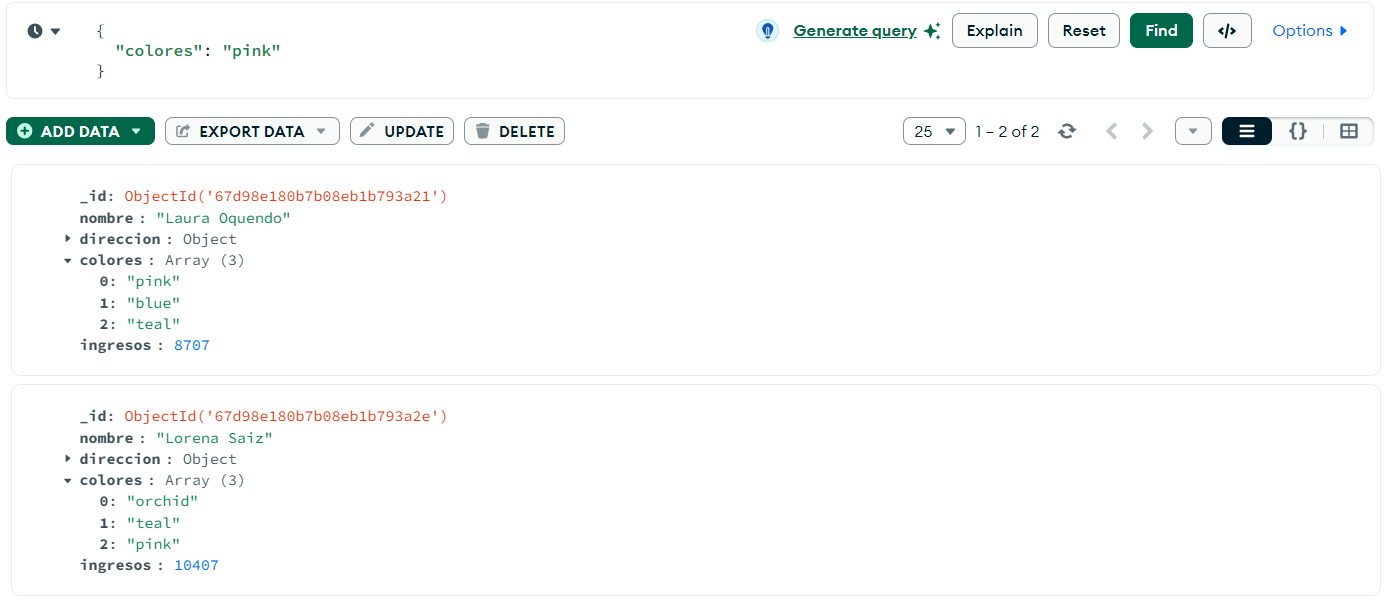 {
"colores": "pink"
}
Generate query Explain Reset Find </> Options
ADD DATA EXPORT DATA UPDATE DELETE 25 1 – 2 of 2 {}
_id: ObjectId('67d98e180b7b08eb1b793a21')
nombre : "Laura Oquendo"
direccion : Object
colores : Array (3)
0: "pink"
1: "blue"
2: "teal"
ingresos : 8707
_id: ObjectId('67d98e180b7b08eb1b793a2e')
nombre : "Lorena Saiz"
direccion : Object
colores : Array (3)
0: "orchid"
1: "teal"
2: "pink"
ingresos : 10407